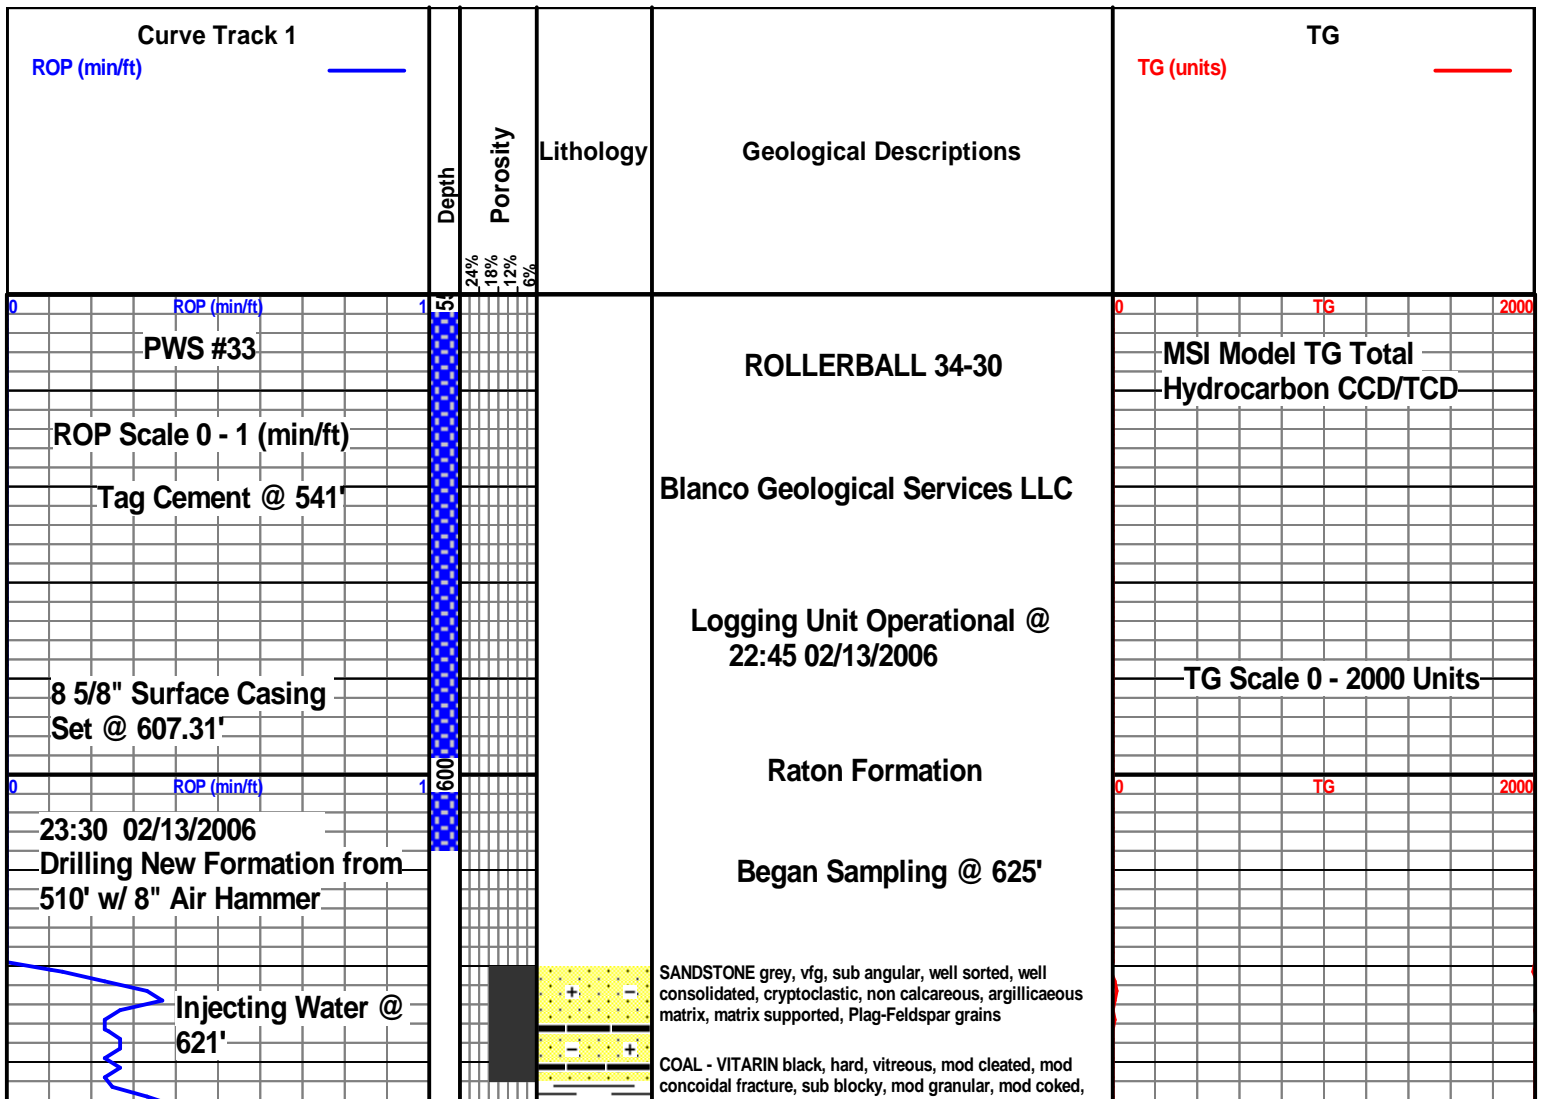 Curve Track 1
ROP (min/ft)
Depth
Porosity
24%
18%
12%
6%
Lithology
Geological Descriptions
TG
TG (units)
0 ROP (min/ft) 1
55
0 TG 2000
PWS #33
ROP Scale 0 - 1 (min/ft)
Tag Cement @ 541'
8 5/8" Surface Casing
Set @ 607.31'
ROLLERBALL 34-30
Blanco Geological Services LLC
Logging Unit Operational @
22:45 02/13/2006
Raton Formation
Began Sampling @ 625'
MSI Model TG Total
Hydrocarbon CCD/TCD
TG Scale 0 - 2000 Units
0 ROP (min/ft) 1
600
0 TG 2000
23:30 02/13/2006
Drilling New Formation from
510' w/ 8" Air Hammer
Injecting Water @
621'
+ -
- +
SANDSTONE grey, vfg, sub angular, well sorted, well
consolidated, cryptoclastic, non calcareous, argillicaeous
matrix, matrix supported, Plag-Feldspar grains
COAL - VITARIN black, hard, vitreous, mod cleated, mod
concoidal fracture, sub blocky, mod granular, mod coked,